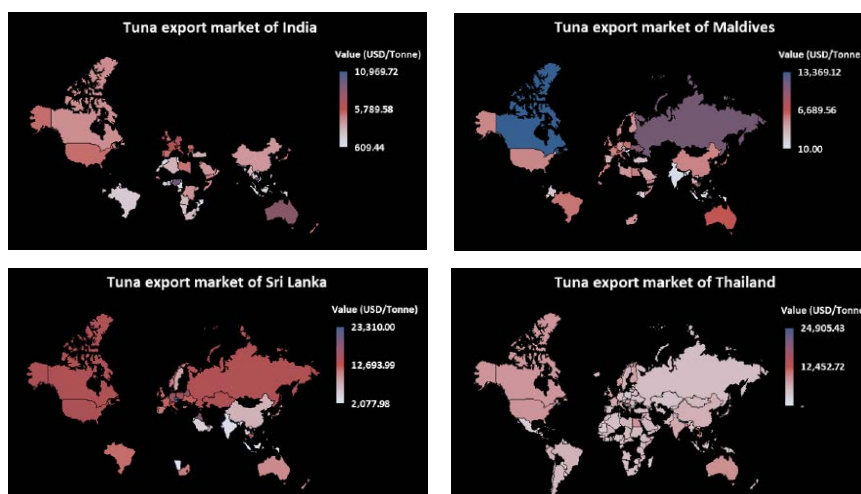 Tuna export market of India
Value (USD/Tonne)
10,969.72
5,789.58
609.44
Tuna export market of Maldives
Value (USD/Tonne
13,369.12
6,689.56
10.00
Tuna export market of Sri Lanka
Value (USD/Tonne)
23,310.00
12,693.99
2,077.98
Tuna export market of Thailand
Value (USD/Tonne
24,905.43
12,452.72
-